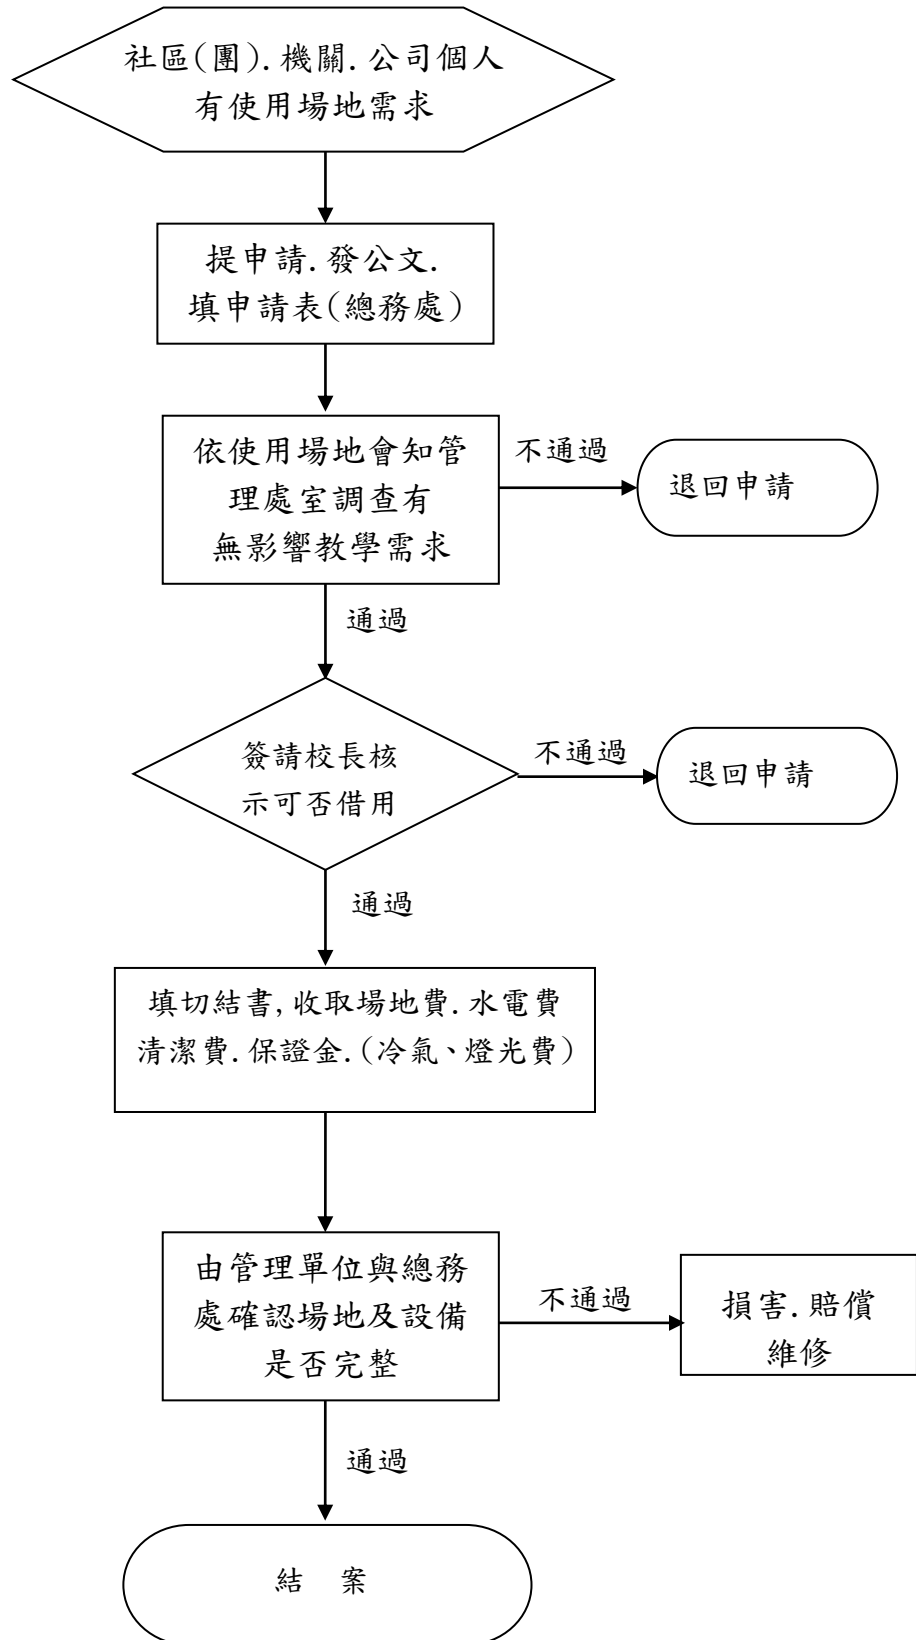 社區(團).機關.公司個人
有使用場地需求
提申請.發公文.
填申請表(總務處)
依使用場地會知管
理處室調查有
無影響教學需求
不通過
退回申請
通過
簽請校長核
示可否借用
不通過
退回申請
通過
填切結書,收取場地費.水電費
清潔費.保證金.(冷氣、燈光費)
由管理單位與總務
處確認場地及設備
是否完整
不通過
損害.賠償
維修
通過
結　案